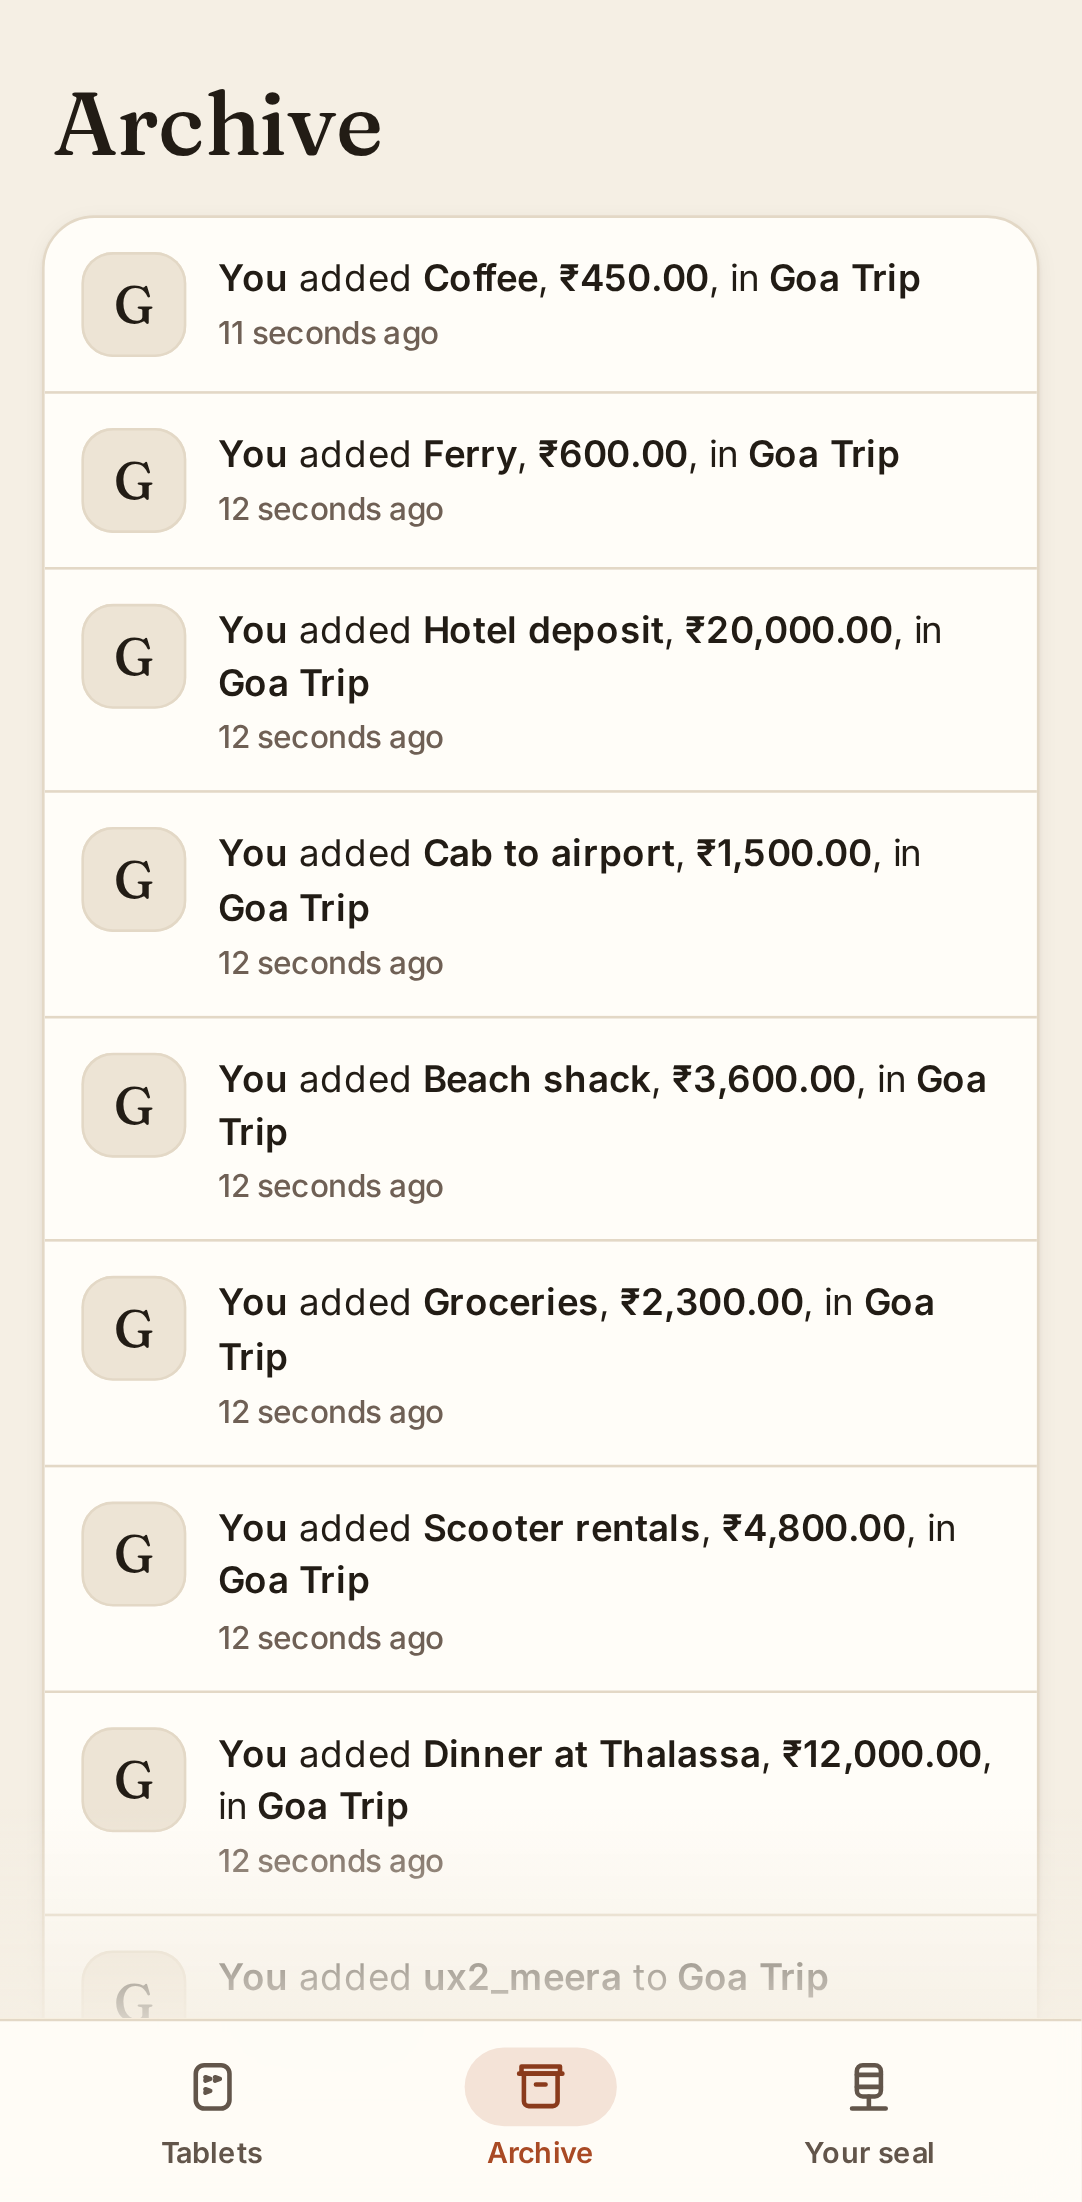 Archive
G
You added Coffee, ₹450.00, in Goa Trip
11 seconds ago
G
You added Ferry, ₹600.00, in Goa Trip
12 seconds ago
G
You added Hotel deposit, ₹20,000.00, in
Goa Trip
12 seconds ago
G
You added Cab to airport, ₹1,500.00, in
Goa Trip
12 seconds ago
G
You added Beach shack, ₹3,600.00, in Goa
Trip
12 seconds ago
G
You added Groceries, ₹2,300.00, in Goa
Trip
12 seconds ago
G
You added Scooter rentals, ₹4,800.00, in
Goa Trip
12 seconds ago
G
You added Dinner at Thalassa, ₹12,000.00,
in Goa Trip
12 seconds ago
G
You added ux2_meera to Goa Trip
Tablets
Archive
Your seal